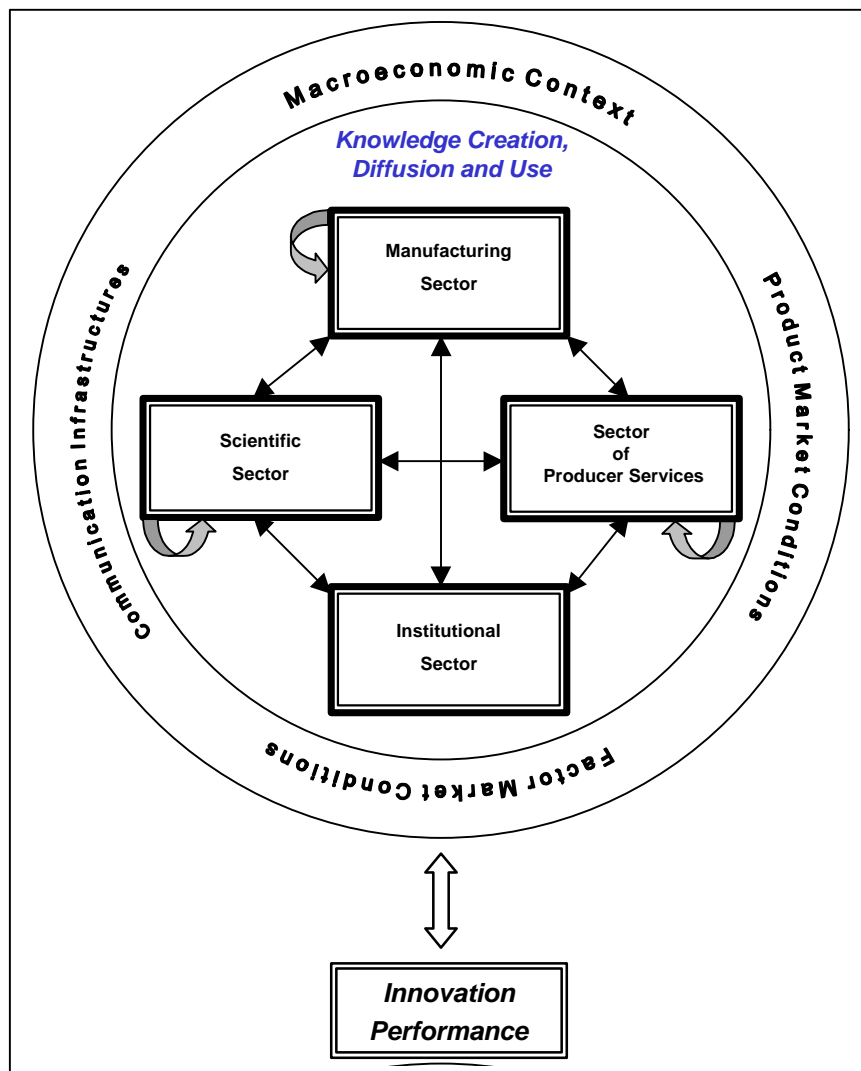 Macroeconomic Context
Knowledge Creation,
Diffusion and Use
Manufacturing
Sector
Communication Infrastructures
Product Market Conditions
Scientific
Sector
Sector
of
Producer Services
Institutional
Sector
Factor Market Conditions
Innovation
Performance